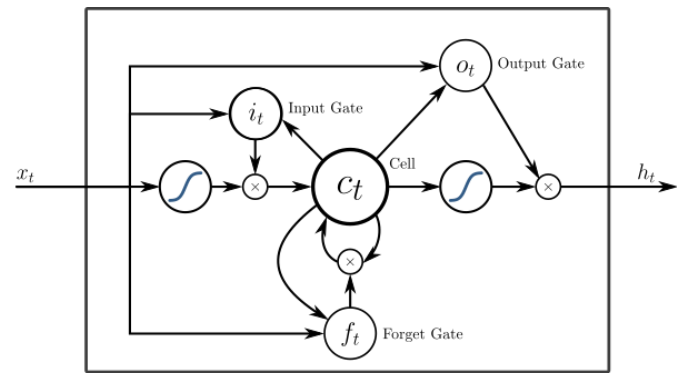 o_t Output Gate
i_t Input Gate
Cell
x_t
×
c_t
×
h_t
×
f_t Forget Gate